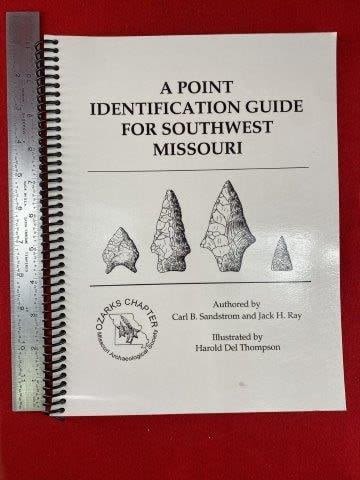 A POINT
IDENTIFICATION GUIDE
FOR SOUTHWEST
MISSOURI
Authored by
Carl B. Sandstrom and Jack H. Ray
Illustrated by
Harold Del Thompson
OZARKS CHAPTER
Missouri Archaeological Society